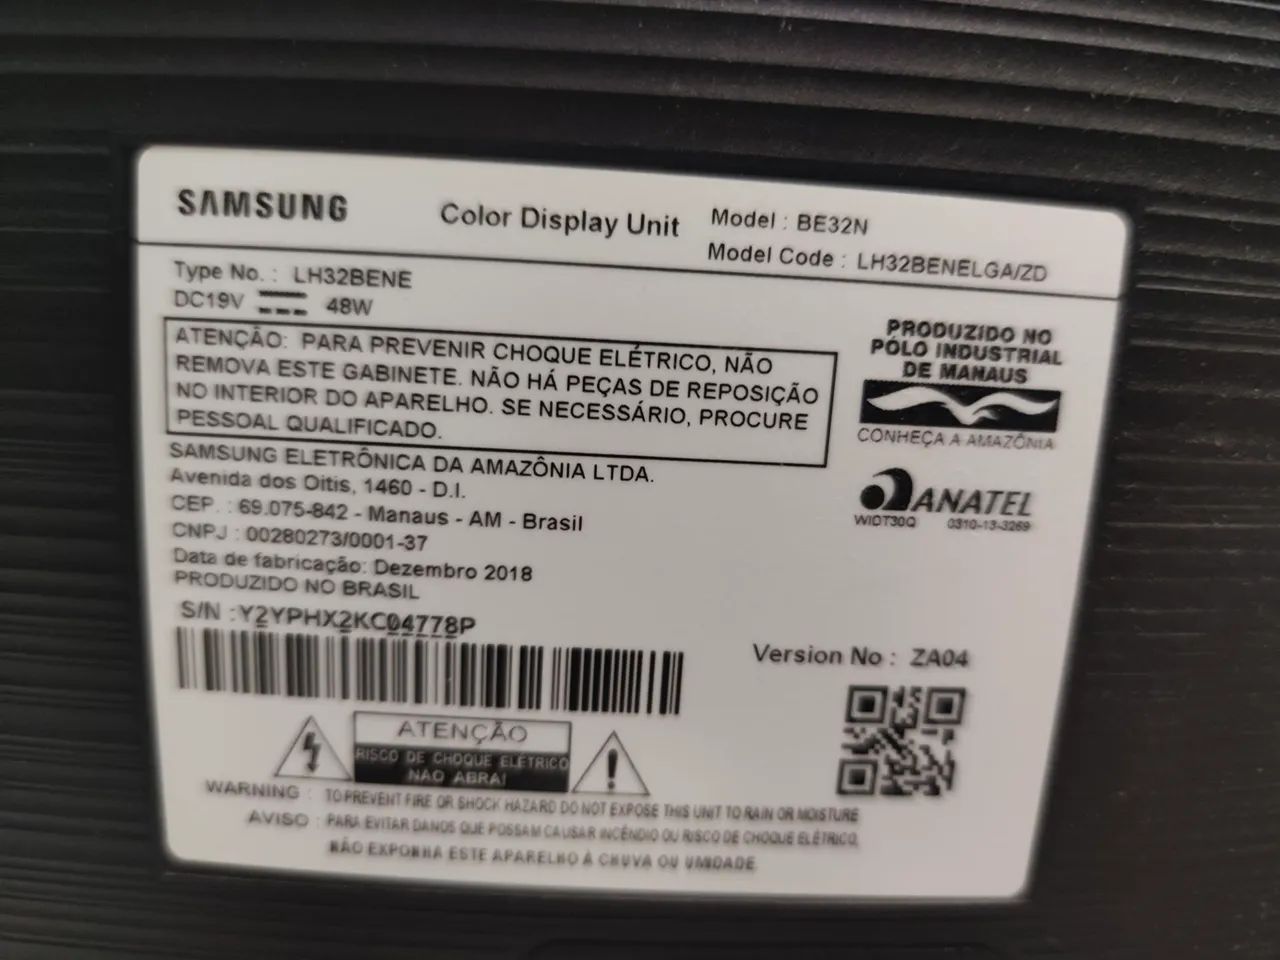 SAMSUNG
Color Display Unit
Model : BE32N
Model Code : LH32BENELGA/ZD
Type No. : LH32BENE
DC19V 48W
ATENÇÃO: PARA PREVENIR CHOQUE ELÉTRICO, NÃO
REMOVA ESTE GABINETE. NÃO HÁ PEÇAS DE REPOSIÇÃO
NO INTERIOR DO APARELHO. SE NECESSÁRIO, PROCURE
PESSOAL QUALIFICADO.
SAMSUNG ELETRÔNICA DA AMAZÔNIA LTDA.
Avenida dos Oitis, 1460 - D.I.
CEP. : 69.075-842 - Manaus - AM - Brasil
CNPJ : 00280273/0001-37
Data de fabricação: Dezembro 2018
PRODUZIDO NO BRASIL
S/N : Y2YPHX2KC04778P
PRODUZIDO NO
PÓLO INDUSTRIAL
DE MANAUS
CONHEÇA A AMAZÔNIA
ANATEL
WIDT30Q 0310-13-3269
Version No : ZA04
ATENÇÃO
RISCO DE CHOQUE ELÉTRICO
NÃO ABRA!
WARNING : TO PREVENT FIRE OR SHOCK HAZARD DO NOT EXPOSE THIS UNIT TO RAIN OR MOISTURE
AVISO : PARA EVITAR DANOS QUE POSSAM CAUSAR INCÊNDIO OU RISCO DE CHOQUE ELÉTRICO,
NÃO EXPONHA ESTE APARELHO À CHUVA OU UMIDADE